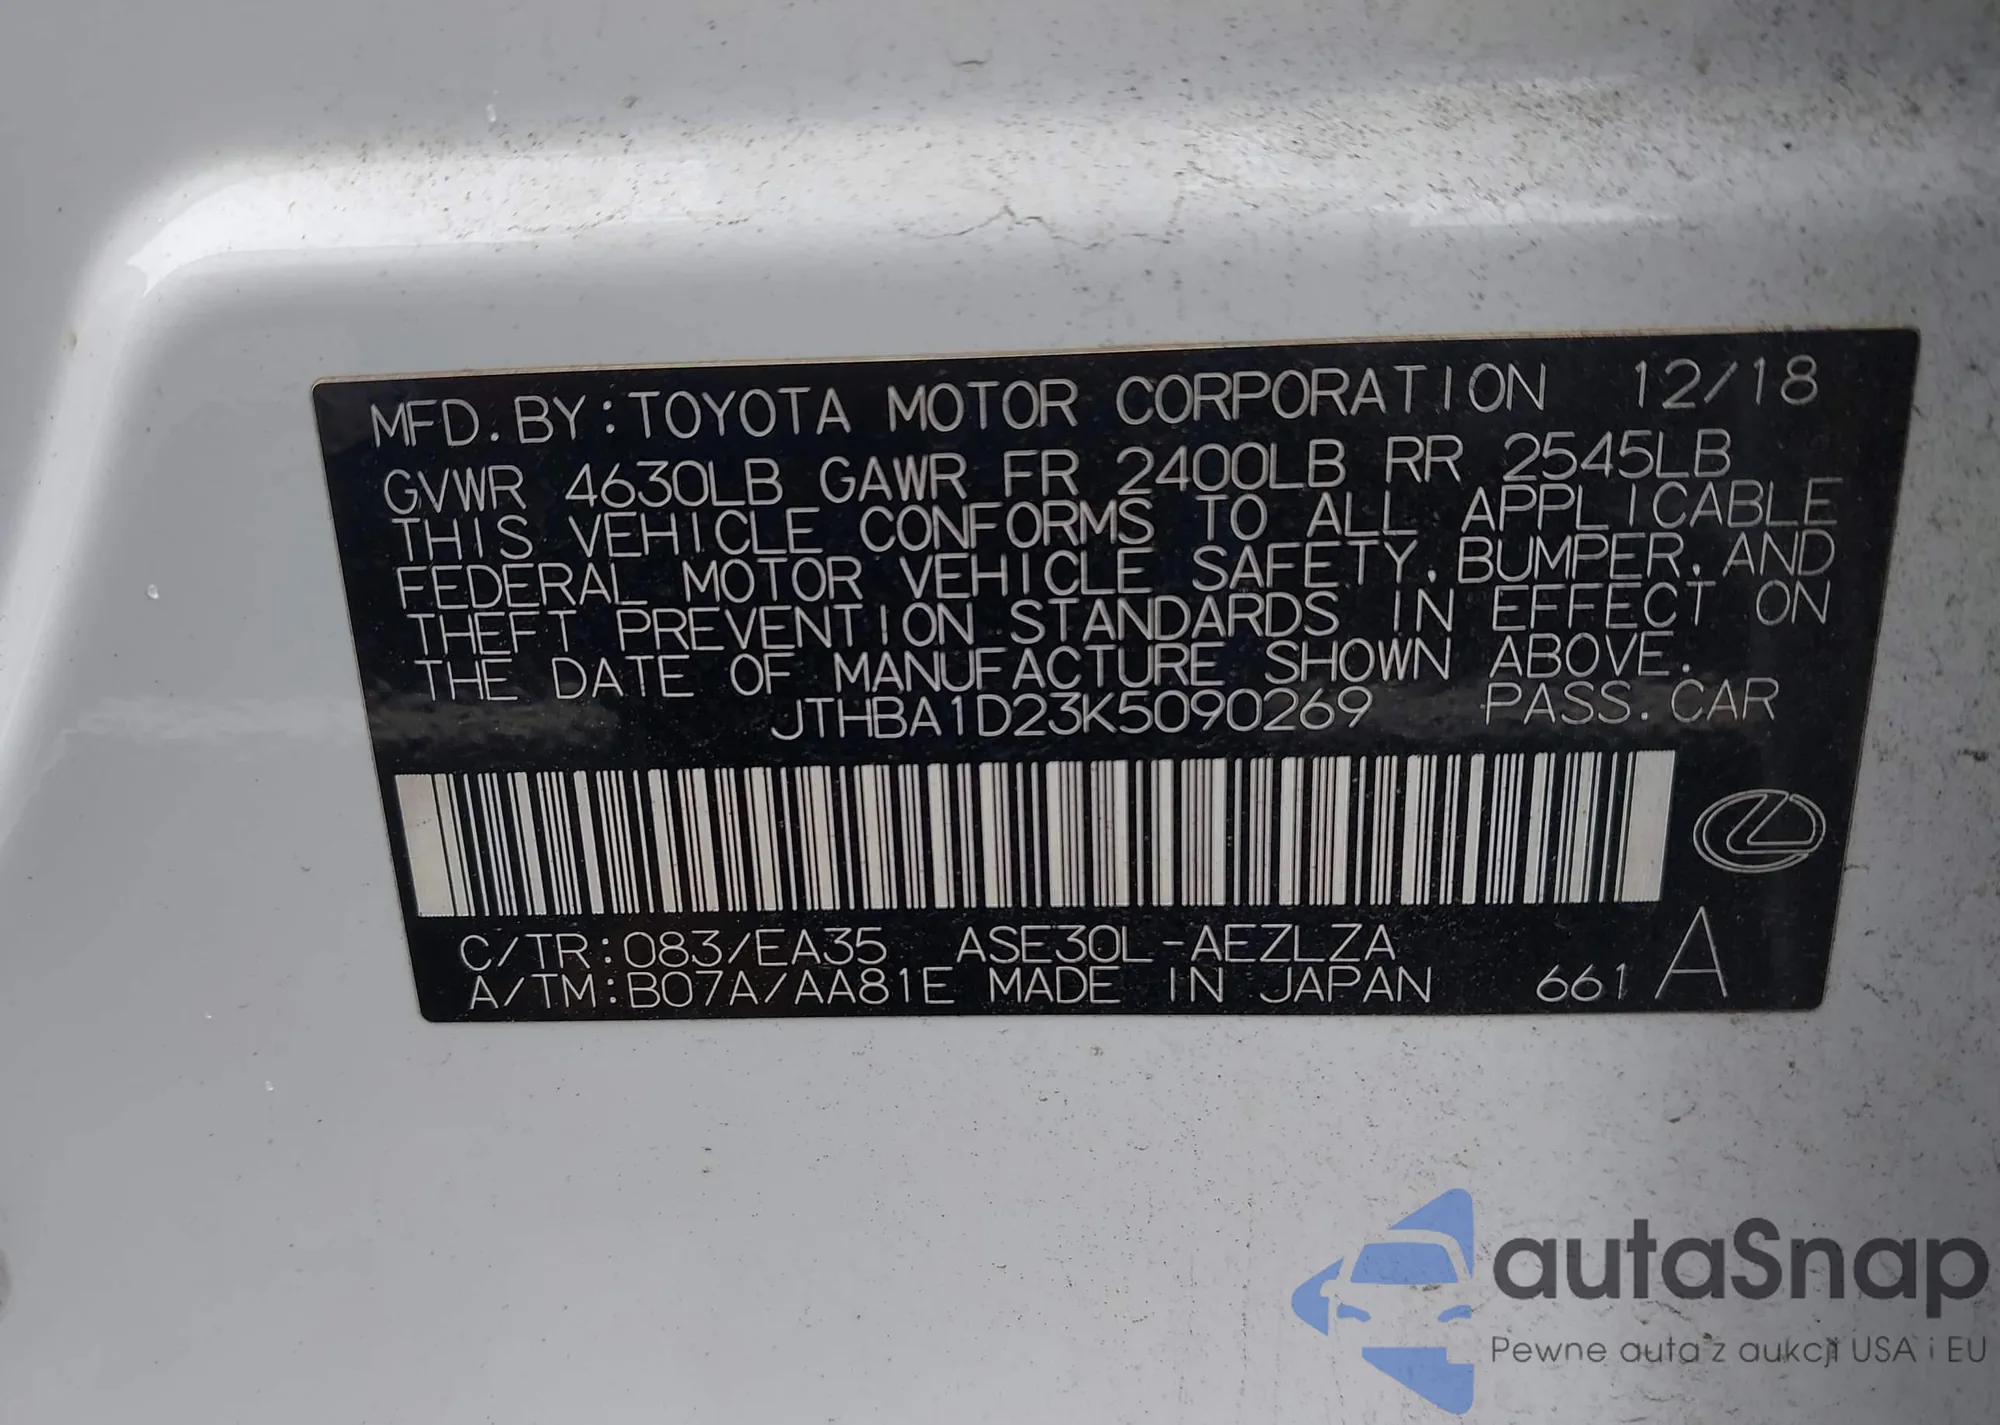 MFD. BY: TOYOTA MOTOR CORPORATION 12/18
GVWR 4630LB GAWR FR 2400LB RR 2545LB
THIS VEHICLE CONFORMS TO ALL APPLICABLE
FEDERAL MOTOR VEHICLE SAFETY, BUMPER, AND
THEFT PREVENTION STANDARDS IN EFFECT ON
THE DATE OF MANUFACTURE SHOWN ABOVE.
JTHBA1D23K5090269 PASS. CAR
C/TR: 083/EA35 ASE30L-AEZLZA
A/TM: B07A/AA81E MADE IN JAPAN 661 A
autaSnap
Pewne auta z aukcji USA i EU